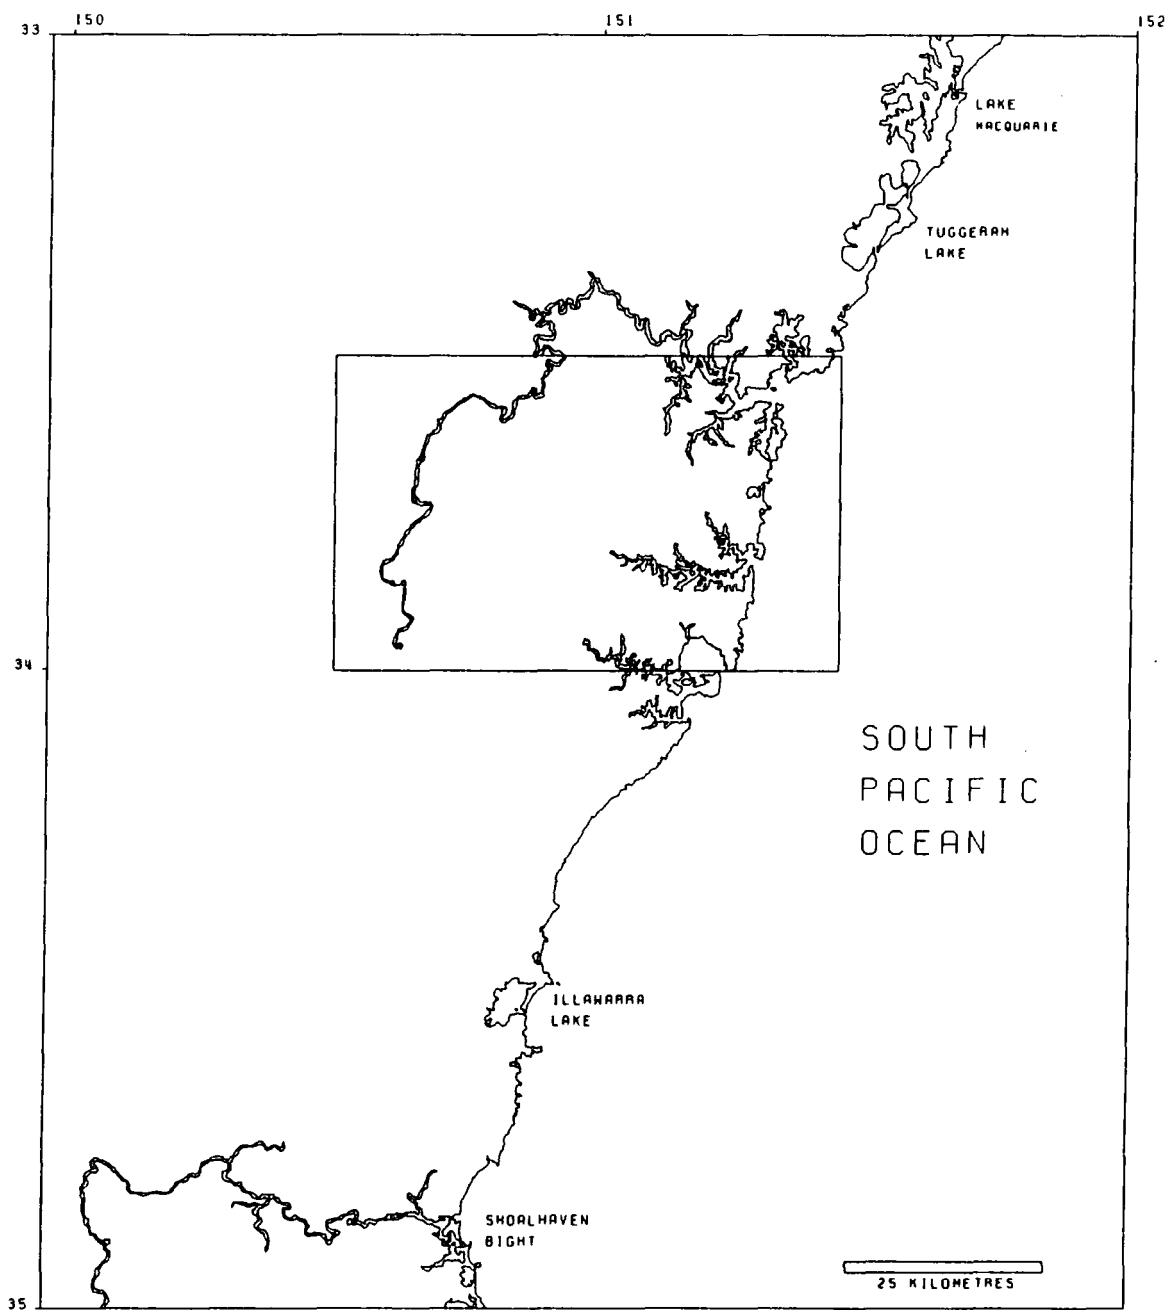 150 151 152
33
LAKE
MACQUARIE
TUGGERAH
LAKE
34
SOUTH
PACIFIC
OCEAN
ILLAWARRA
LAKE
SHOALHAVEN
BIGHT
25 KILOMETRES
35